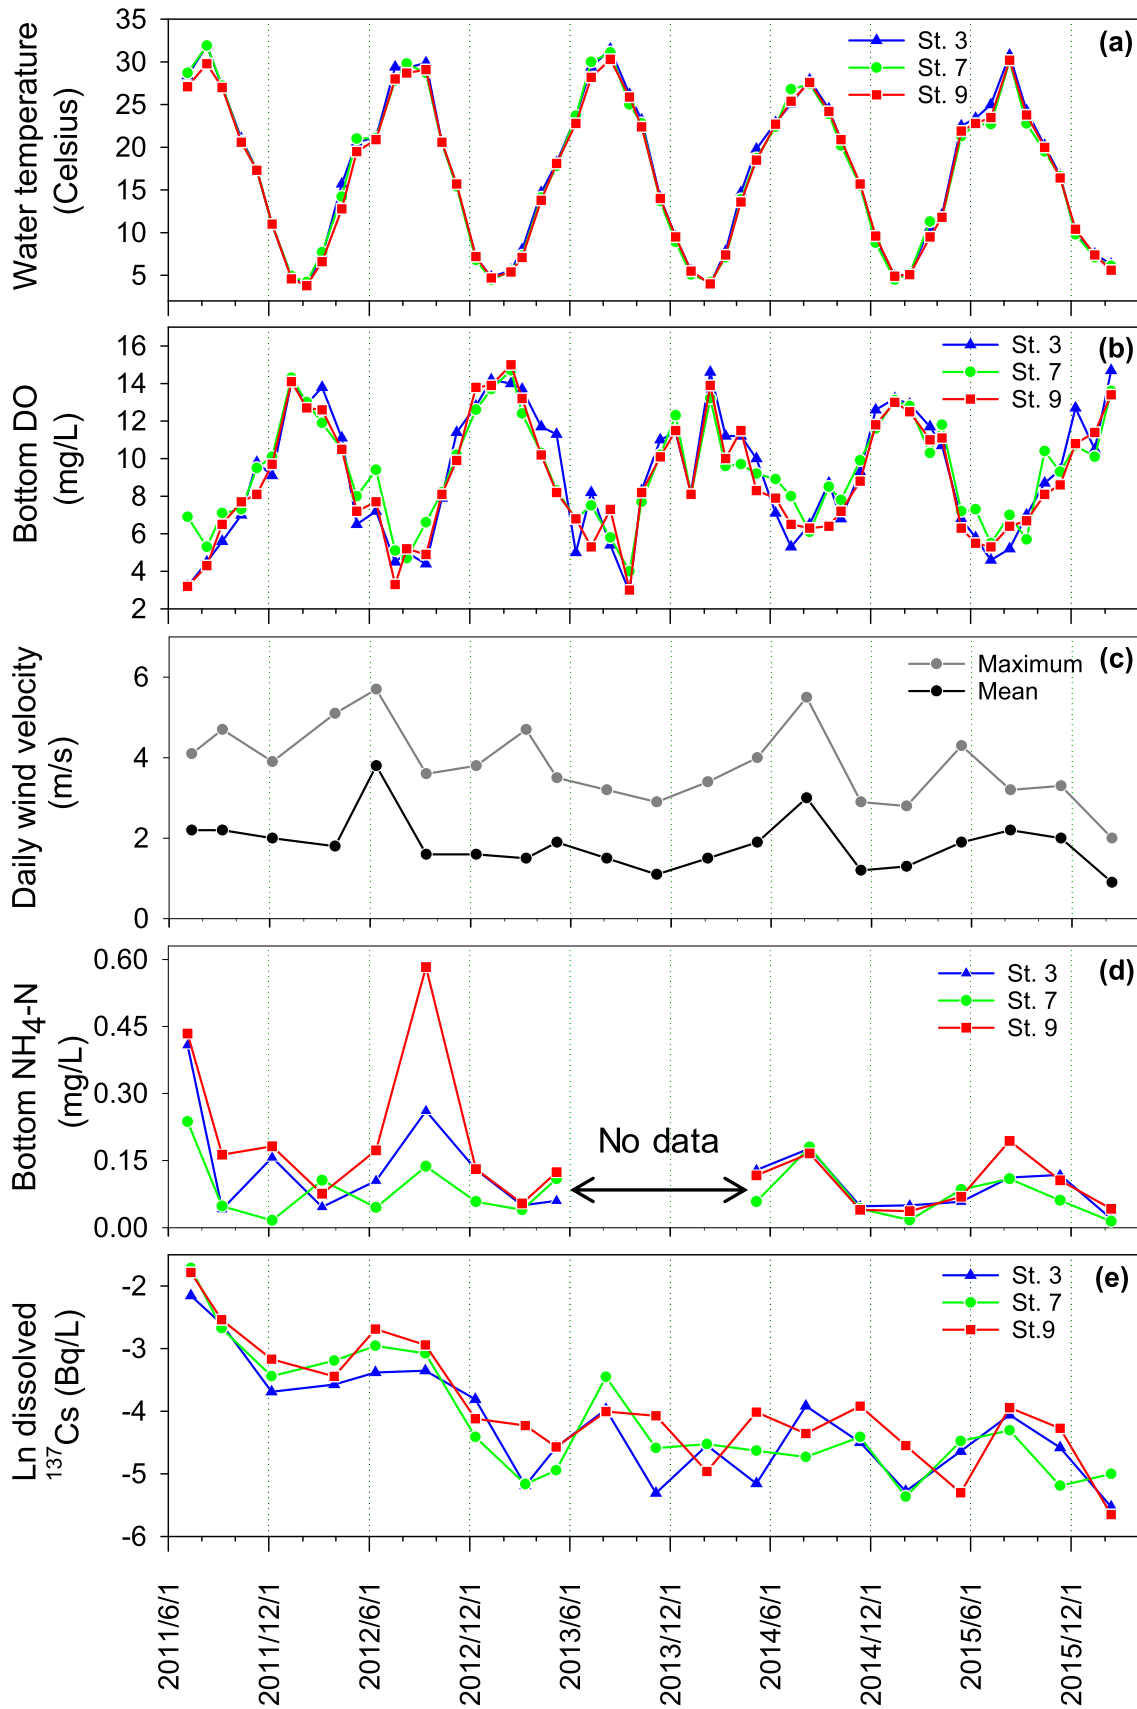 Water temperature
(Celsius)
35
30
25
20
15
10
5
St. 3
St. 7
St. 9
(a)
Bottom DO
(mg/L)
16
14
12
10
8
6
4
2
St. 3
St. 7
St. 9
(b)
Daily wind velocity
(m/s)
6
4
2
0
Maximum
Mean
(c)
Bottom NH4-N
(mg/L)
0.60
0.45
0.30
0.15
0.00
St. 3
St. 7
St. 9
(d)
No data
Ln dissolved
137Cs (Bq/L)
-2
-3
-4
-5
-6
St. 3
St. 7
St.9
(e)
2011/6/1
2011/12/1
2012/6/1
2012/12/1
2013/6/1
2013/12/1
2014/6/1
2014/12/1
2015/6/1
2015/12/1